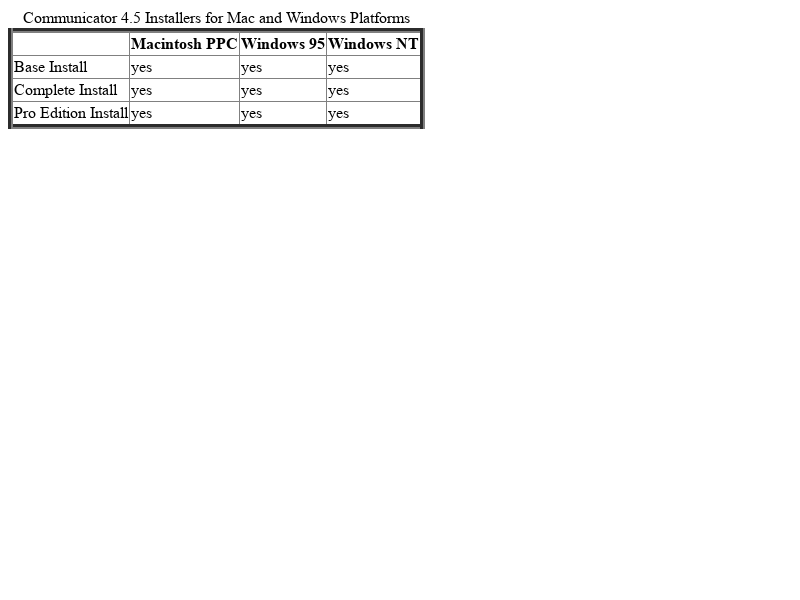 Communicator 4.5 Installers for Mac and Windows Platforms
Macintosh PPC Windows 95 Windows NT
Base Install yes yes yes
Complete Install yes yes yes
Pro Edition Install yes yes yes